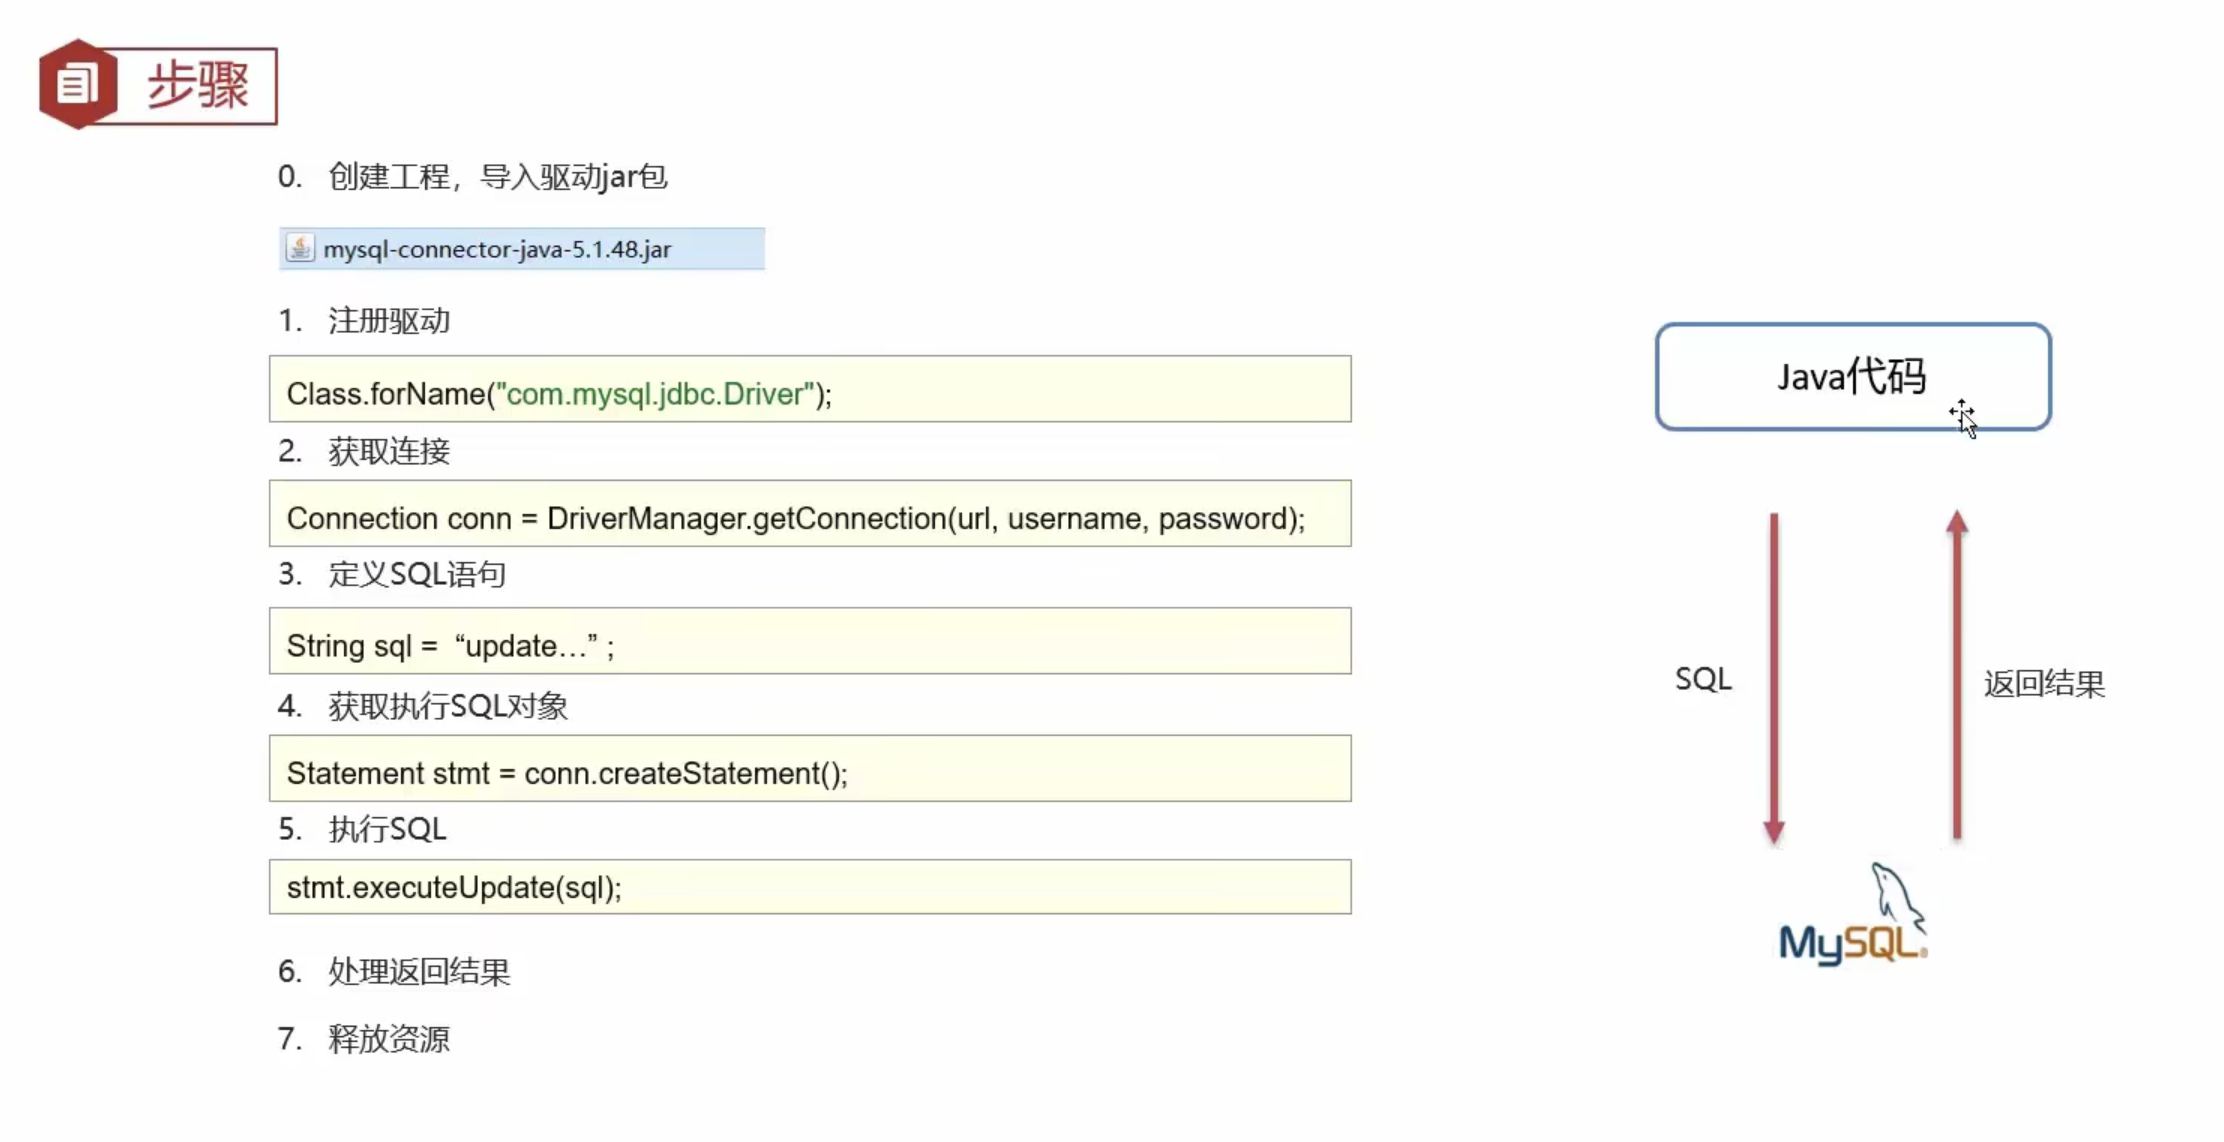 步骤
0. 创建工程，导入驱动jar包
mysql-connector-java-5.1.48.jar
1. 注册驱动
Class.forName("com.mysql.jdbc.Driver");
2. 获取连接
Connection conn = DriverManager.getConnection(url, username, password);
3. 定义SQL语句
String sql = “update…” ;
4. 获取执行SQL对象
Statement stmt = conn.createStatement();
5. 执行SQL
stmt.executeUpdate(sql);
6. 处理返回结果
7. 释放资源
Java代码
SQL
返回结果
MySQL®